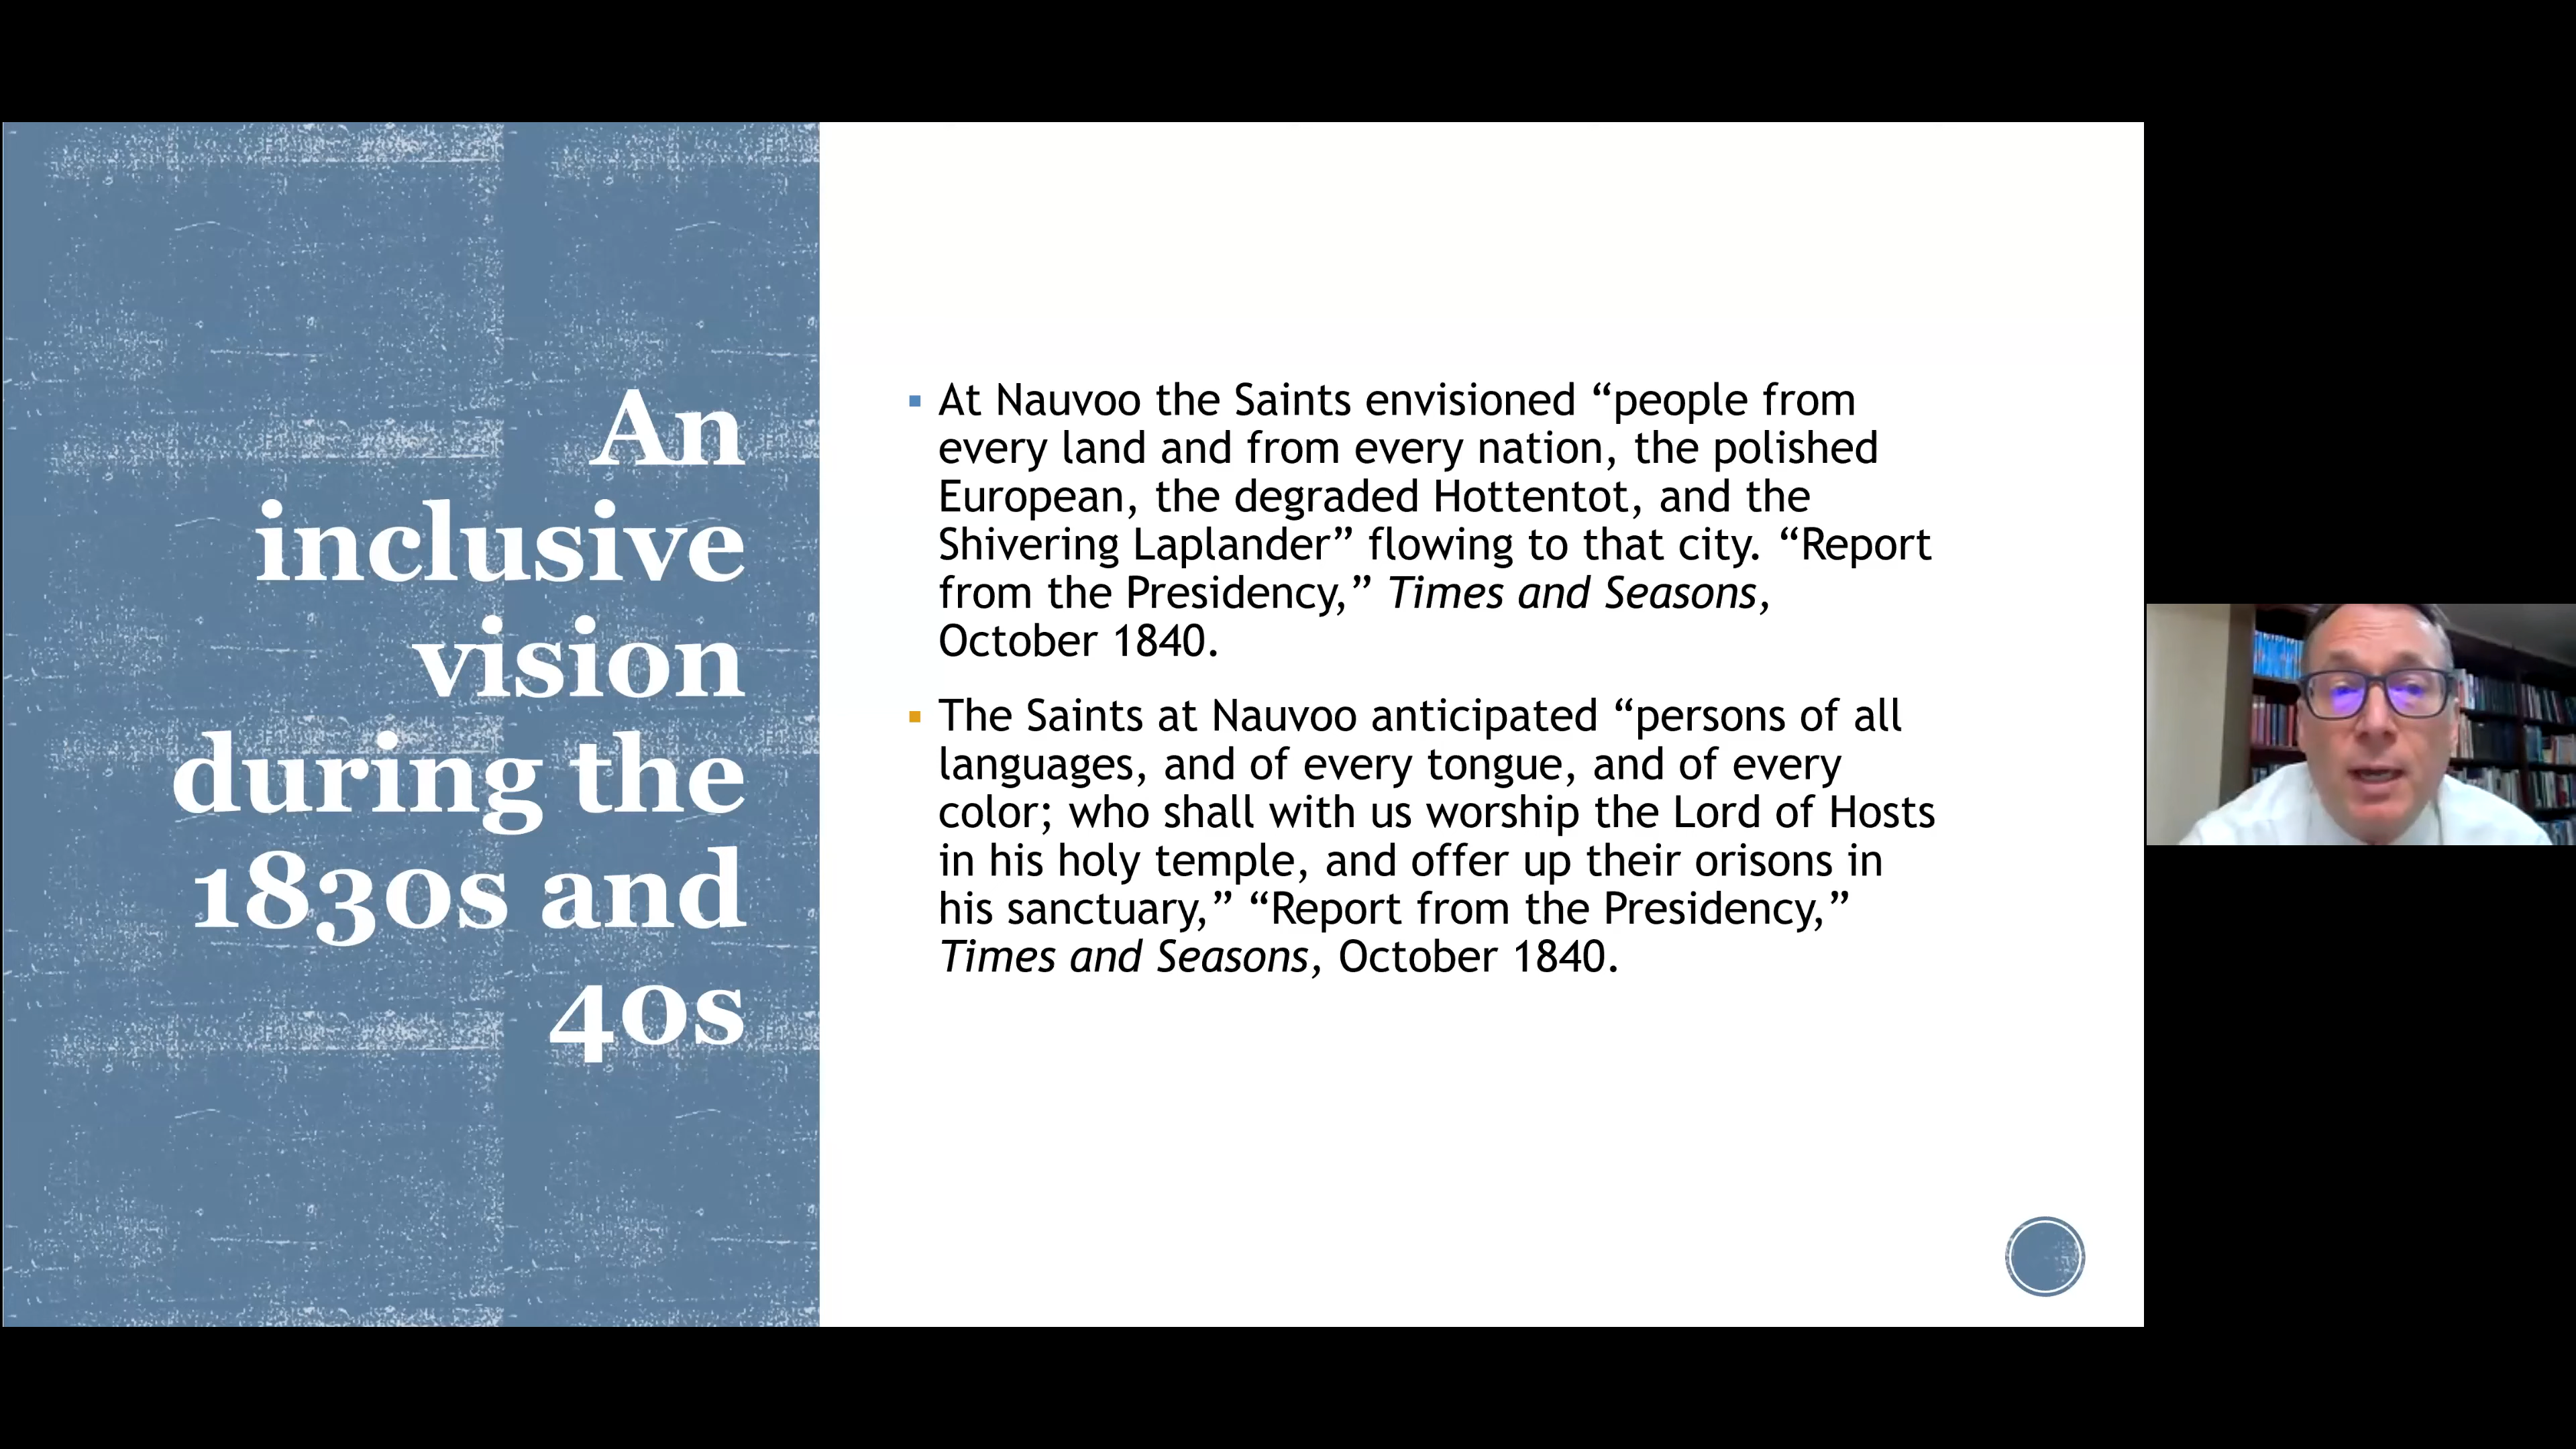 An
inclusive
vision
during the
1830s and
40s
▪ At Nauvoo the Saints envisioned “people from
every land and from every nation, the polished
European, the degraded Hottentot, and the
Shivering Laplander” flowing to that city. “Report
from the Presidency,” Times and Seasons,
October 1840.
▪ The Saints at Nauvoo anticipated “persons of all
languages, and of every tongue, and of every
color; who shall with us worship the Lord of Hosts
in his holy temple, and offer up their orisons in
his sanctuary,” “Report from the Presidency,”
Times and Seasons, October 1840.